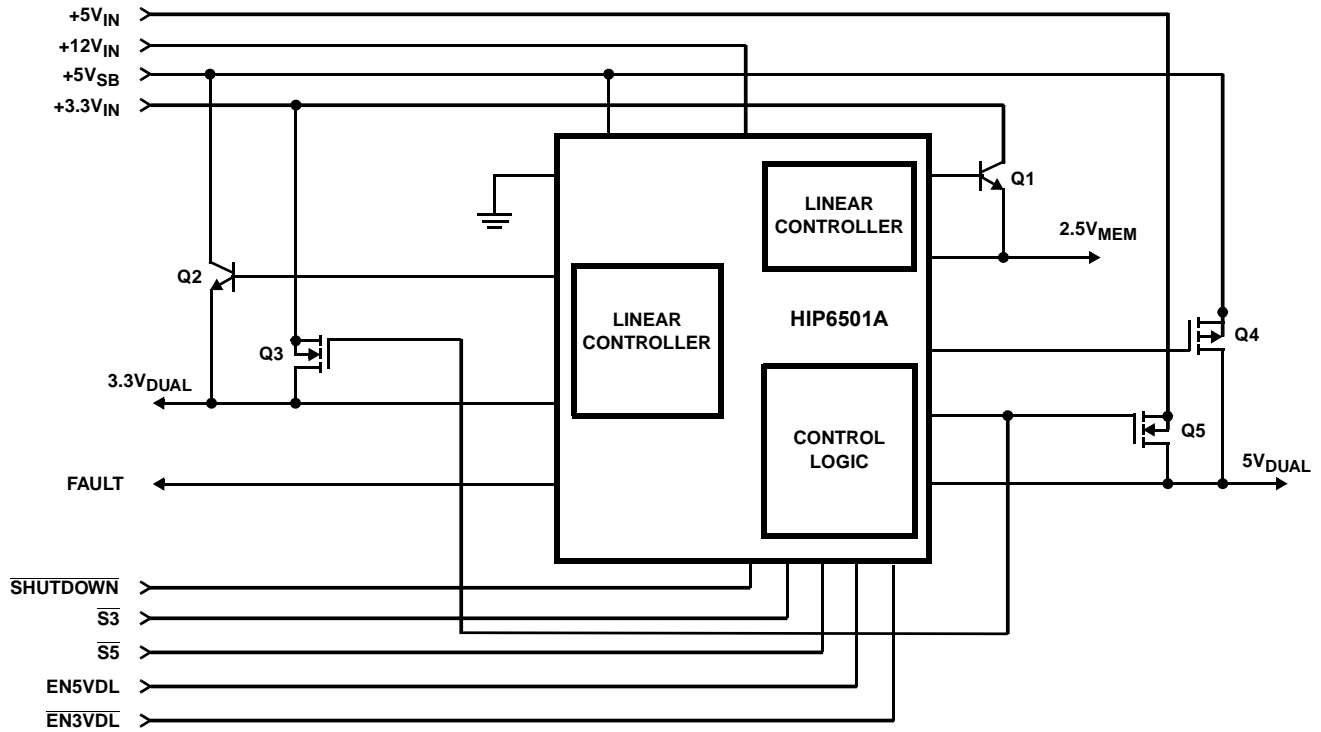 +5VIN
+12VIN
+5VSB
+3.3VIN
Q1
LINEAR
CONTROLLER
2.5VMEM
Q2
LINEAR
CONTROLLER
HIP6501A
Q3
Q4
3.3VDUAL
CONTROL
LOGIC
Q5
5VDUAL
FAULT
SHUTDOWN
S3
S5
EN5VDL
EN3VDL